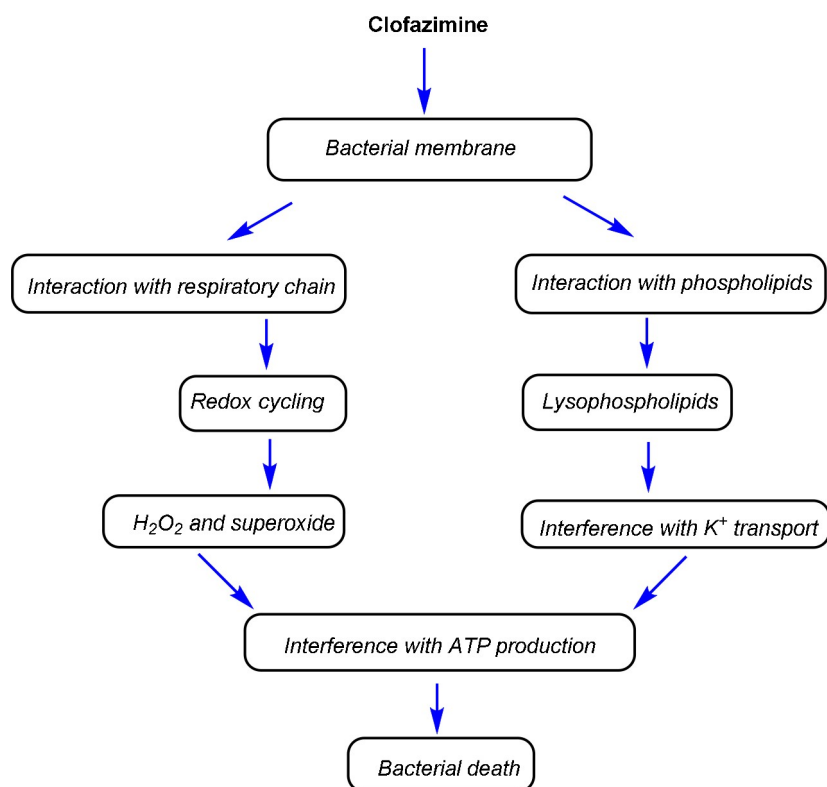 Clofazimine
Bacterial membrane
Interaction with respiratory chain
Interaction with phospholipids
Redox cycling
Lysophospholipids
H₂O₂ and superoxide
Interference with K⁺ transport
Interference with ATP production
Bacterial death